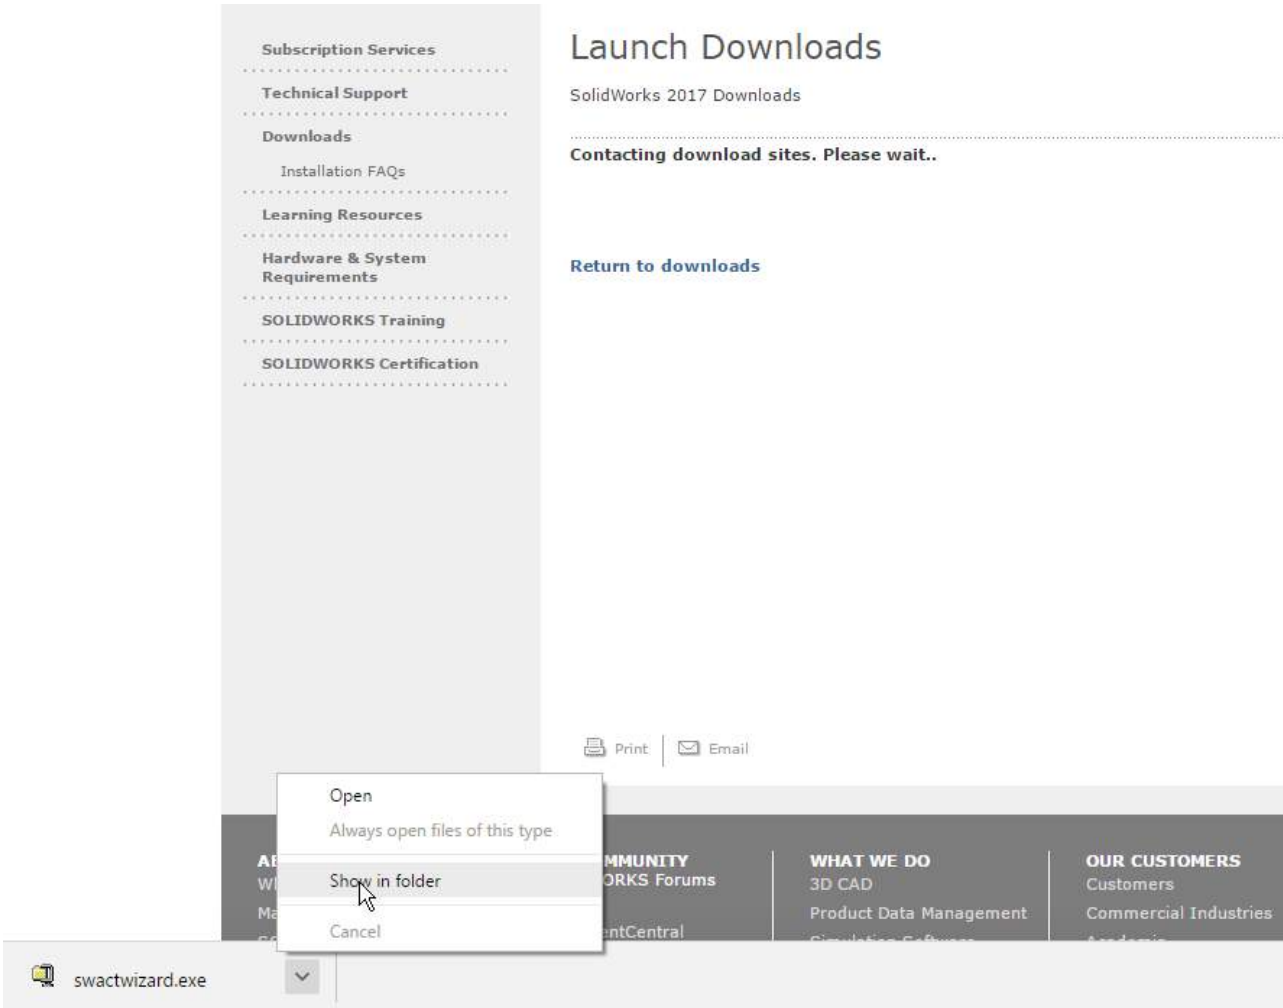 Subscription Services
Technical Support
Downloads
Installation FAQs
Learning Resources
Hardware & System
Requirements
SOLIDWORKS Training
SOLIDWORKS Certification
Launch Downloads
SolidWorks 2017 Downloads
Contacting download sites. Please wait..
Return to downloads
Print
Email
Open
Always open files of this type
Show in folder
Cancel
WHAT WE DO
3D CAD
Product Data Management
OUR CUSTOMERS
Customers
Commercial Industries
Forums
swactwizard.exe